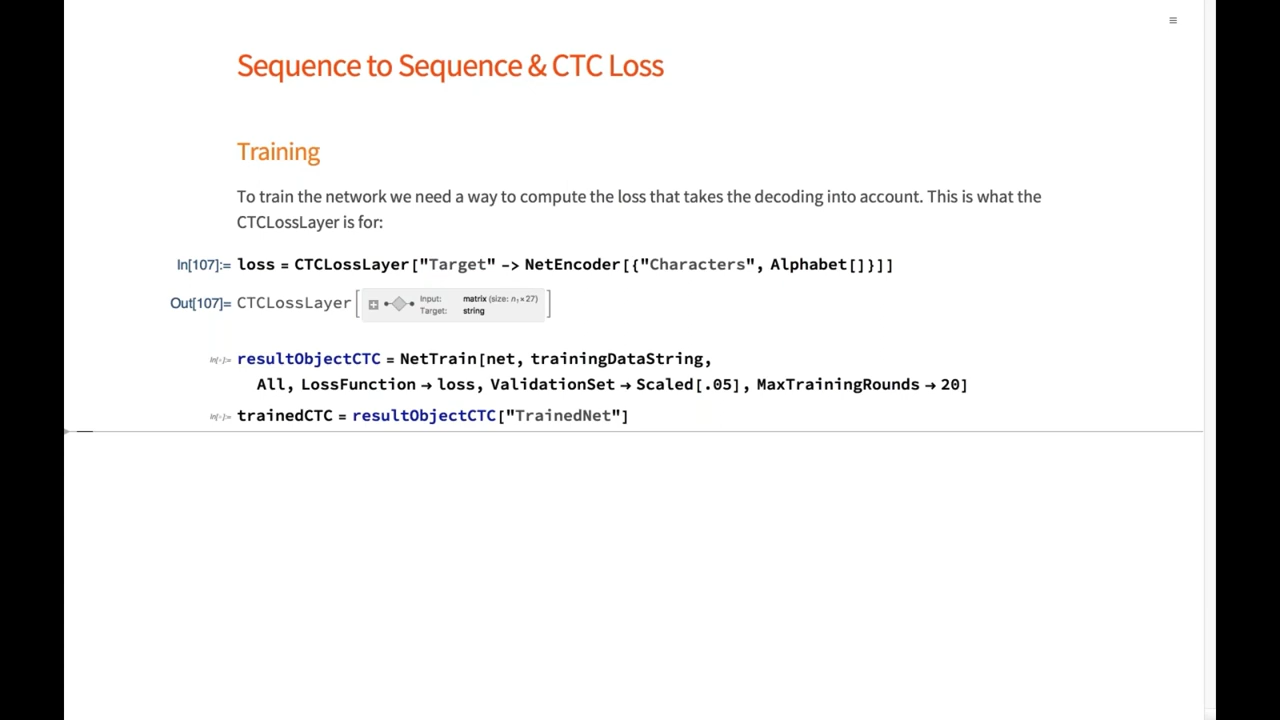 Sequence to Sequence & CTC Loss
Training
To train the network we need a way to compute the loss that takes the decoding into account. This is what the
CTCLossLayer is for:
In[107]:= loss = CTCLossLayer["Target" -> NetEncoder[{"Characters", Alphabet[]}]]
Out[107]= CTCLossLayer[ Input: matrix (size: n₁×27)
Target: string ]
In[•]:= resultObjectCTC = NetTrain[net, trainingDataString,
All, LossFunction → loss, ValidationSet → Scaled[.05], MaxTrainingRounds → 20]
In[•]:= trainedCTC = resultObjectCTC["TrainedNet"]